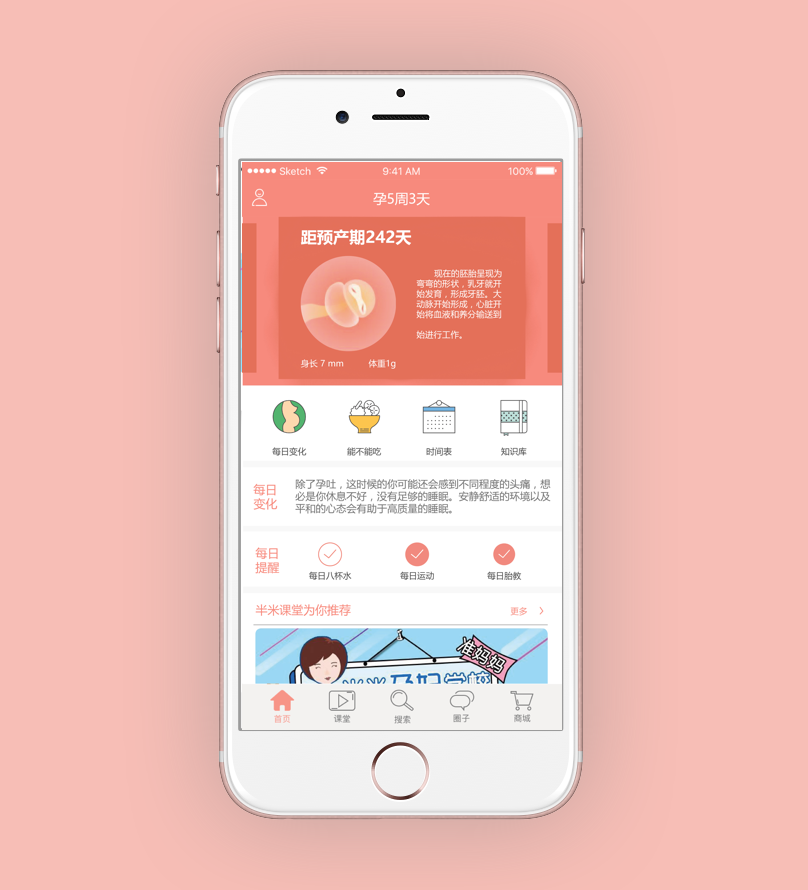 Sketch 9:41 AM 100%
孕5周3天
距预产期242天
现在的胚胎呈现为
弯弯的形状，乳牙就开
始发育，形成牙胚。大
动脉开始形成，心脏开
始将血液和养分输送到
始进行工作。
身长 7 mm 体重1g
每日变化 能不能吃 时间表 知识库
每日
变化
除了孕吐，这时候的你可能还会感到不同程度的头痛，想
必是你休息不好，没有足够的睡眠。安静舒适的环境以及
平和的心态会有助于高质量的睡眠。
每日
提醒
每日八杯水 每日运动 每日胎教
半米课堂为你推荐 更多
准妈妈
首页 课堂 搜索 圈子 商城